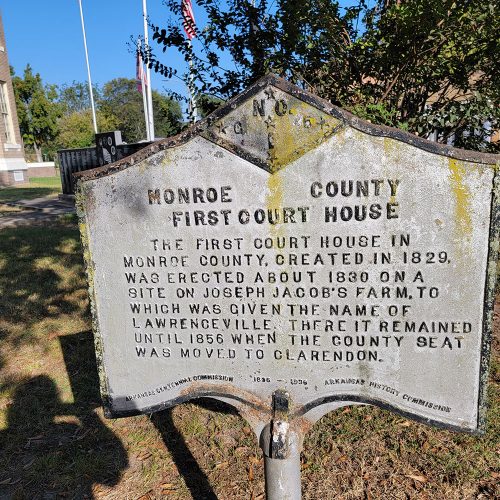 MONROE COUNTY
FIRST COURT HOUSE
THE FIRST COURT HOUSE IN
MONROE COUNTY, CREATED IN 1829,
WAS ERECTED ABOUT 1830 ON A
SITE ON JOSEPH JACOB'S FARM, TO
WHICH WAS GIVEN THE NAME OF
LAWRENCEVILLE. THERE IT REMAINED
UNTIL 1856 WHEN THE COUNTY SEAT
WAS MOVED TO CLARENDON.
ARKANSAS CENTENNIAL COMMISSION 1836 - 1936 ARKANSAS HISTORY COMMISSION